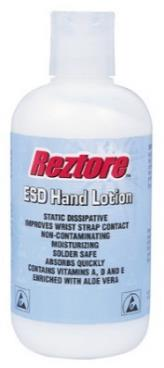 Reztore™
ESD Hand Lotion
STATIC DISSIPATIVE
IMPROVES WRIST STRAP CONTACT
NON-CONTAMINATING
MOISTURIZING
SOLDER SAFE
ABSORBS QUICKLY
CONTAINS VITAMINS A, D AND E
ENRICHED WITH ALOE VERA